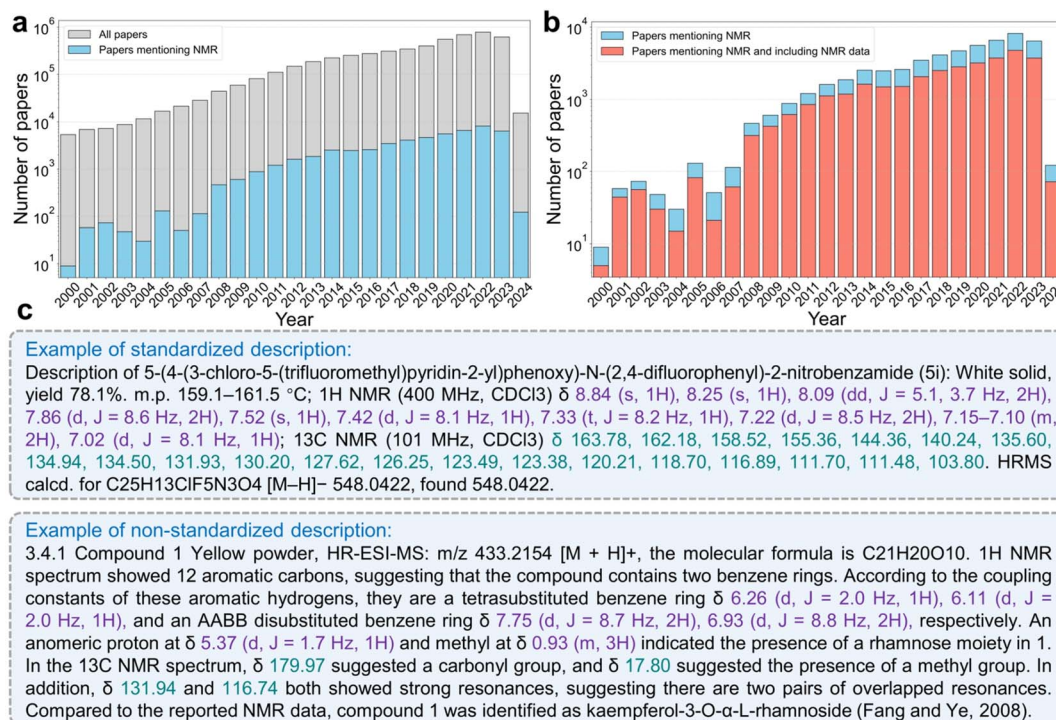 a
10^6
10^5
10^4
10^3
10^2
10^1
Number of papers
All papers
Papers mentioning NMR
2000 2001 2002 2003 2004 2005 2006 2007 2008 2009 2010 2011 2012 2013 2014 2015 2016 2017 2018 2019 2020 2021 2022 2023 2024
Year
b
10^4
10^3
10^2
10^1
Number of papers
Papers mentioning NMR
Papers mentioning NMR and including NMR data
2000 2001 2002 2003 2004 2005 2006 2007 2008 2009 2010 2011 2012 2013 2014 2015 2016 2017 2018 2019 2020 2021 2022 2023
Year
c
Example of standardized description:
Description of 5-(4-(3-chloro-5-(trifluoromethyl)pyridin-2-yl)phenoxy)-N-(2,4-difluorophenyl)-2-nitrobenzamide (5i): White solid,
yield 78.1%. m.p. 159.1–161.5 °C; 1H NMR (400 MHz, CDCl3) δ 8.84 (s, 1H), 8.25 (s, 1H), 8.09 (dd, J = 5.1, 3.7 Hz, 2H),
7.86 (d, J = 8.6 Hz, 2H), 7.52 (s, 1H), 7.42 (d, J = 8.1 Hz, 1H), 7.33 (t, J = 8.2 Hz, 1H), 7.22 (d, J = 8.5 Hz, 2H), 7.15–7.10 (m,
2H), 7.02 (d, J = 8.1 Hz, 1H); 13C NMR (101 MHz, CDCl3) δ 163.78, 162.18, 158.52, 155.36, 144.36, 140.24, 135.60,
134.94, 134.50, 131.93, 130.20, 127.62, 126.25, 123.49, 123.38, 120.21, 118.70, 116.89, 111.70, 111.48, 103.80. HRMS
calcd. for C25H13ClF5N3O4 [M–H]− 548.0422, found 548.0422.
Example of non-standardized description:
3.4.1 Compound 1 Yellow powder, HR-ESI-MS: m/z 433.2154 [M + H]+, the molecular formula is C21H20O10. 1H NMR
spectrum showed 12 aromatic carbons, suggesting that the compound contains two benzene rings. According to the coupling
constants of these aromatic hydrogens, they are a tetrasubstituted benzene ring δ 6.26 (d, J = 2.0 Hz, 1H), 6.11 (d, J =
2.0 Hz, 1H), and an AABB disubstituted benzene ring δ 7.75 (d, J = 8.7 Hz, 2H), 6.93 (d, J = 8.8 Hz, 2H), respectively. An
anomeric proton at δ 5.37 (d, J = 1.7 Hz, 1H) and methyl at δ 0.93 (m, 3H) indicated the presence of a rhamnose moiety in 1.
In the 13C NMR spectrum, δ 179.97 suggested a carbonyl group, and δ 17.80 suggested the presence of a methyl group. In
addition, δ 131.94 and 116.74 both showed strong resonances, suggesting there are two pairs of overlapped resonances.
Compared to the reported NMR data, compound 1 was identified as kaempferol-3-O-α-L-rhamnoside (Fang and Ye, 2008).